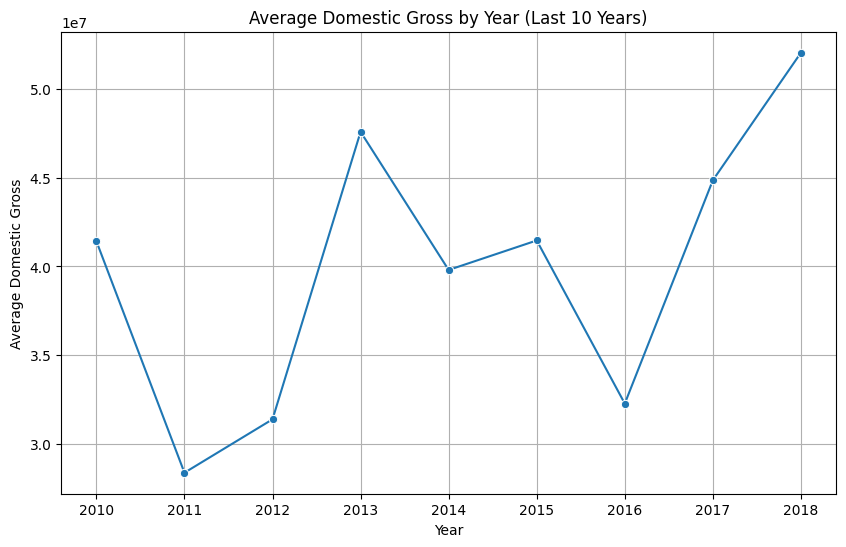 Average Domestic Gross by Year (Last 10 Years)
1e7
5.0
4.5
4.0
3.5
3.0
Average Domestic Gross
2010 2011 2012 2013 2014 2015 2016 2017 2018
Year